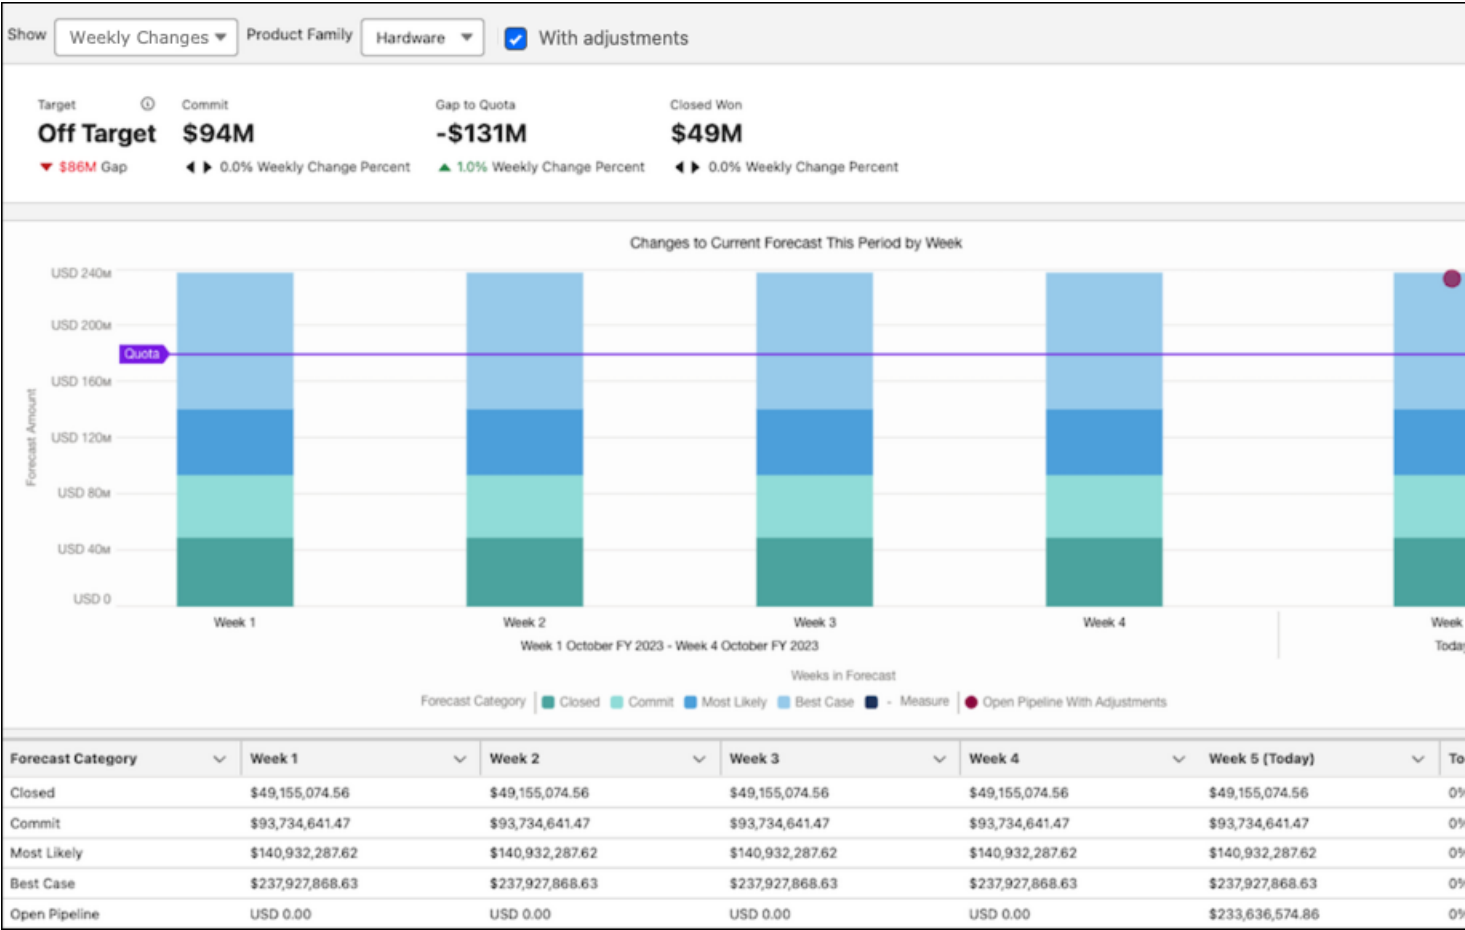 Show Weekly Changes Product Family Hardware With adjustments
Target Commit Gap to Quota Closed Won
Off Target $94M -$131M $49M
$86M Gap 0.0% Weekly Change Percent 1.0% Weekly Change Percent 0.0% Weekly Change Percent
Changes to Current Forecast This Period by Week
USD 240M
USD 200M
Quota
USD 160M
USD 120M
USD 80M
USD 40M
USD 0
Forecast Amount
Week 1 Week 2 Week 3 Week 4 Week
Week 1 October FY 2023 - Week 4 October FY 2023 Today
Weeks in Forecast
Forecast Category Closed Commit Most Likely Best Case - Measure Open Pipeline With Adjustments
Forecast Category Week 1 Week 2 Week 3 Week 4 Week 5 (Today) To
Closed $49,155,074.56 $49,155,074.56 $49,155,074.56 $49,155,074.56 $49,155,074.56 0%
Commit $93,734,641.47 $93,734,641.47 $93,734,641.47 $93,734,641.47 $93,734,641.47 0%
Most Likely $140,932,287.62 $140,932,287.62 $140,932,287.62 $140,932,287.62 $140,932,287.62 0%
Best Case $237,927,868.63 $237,927,868.63 $237,927,868.63 $237,927,868.63 $237,927,868.63 0%
Open Pipeline USD 0.00 USD 0.00 USD 0.00 USD 0.00 $233,636,574.86 0%